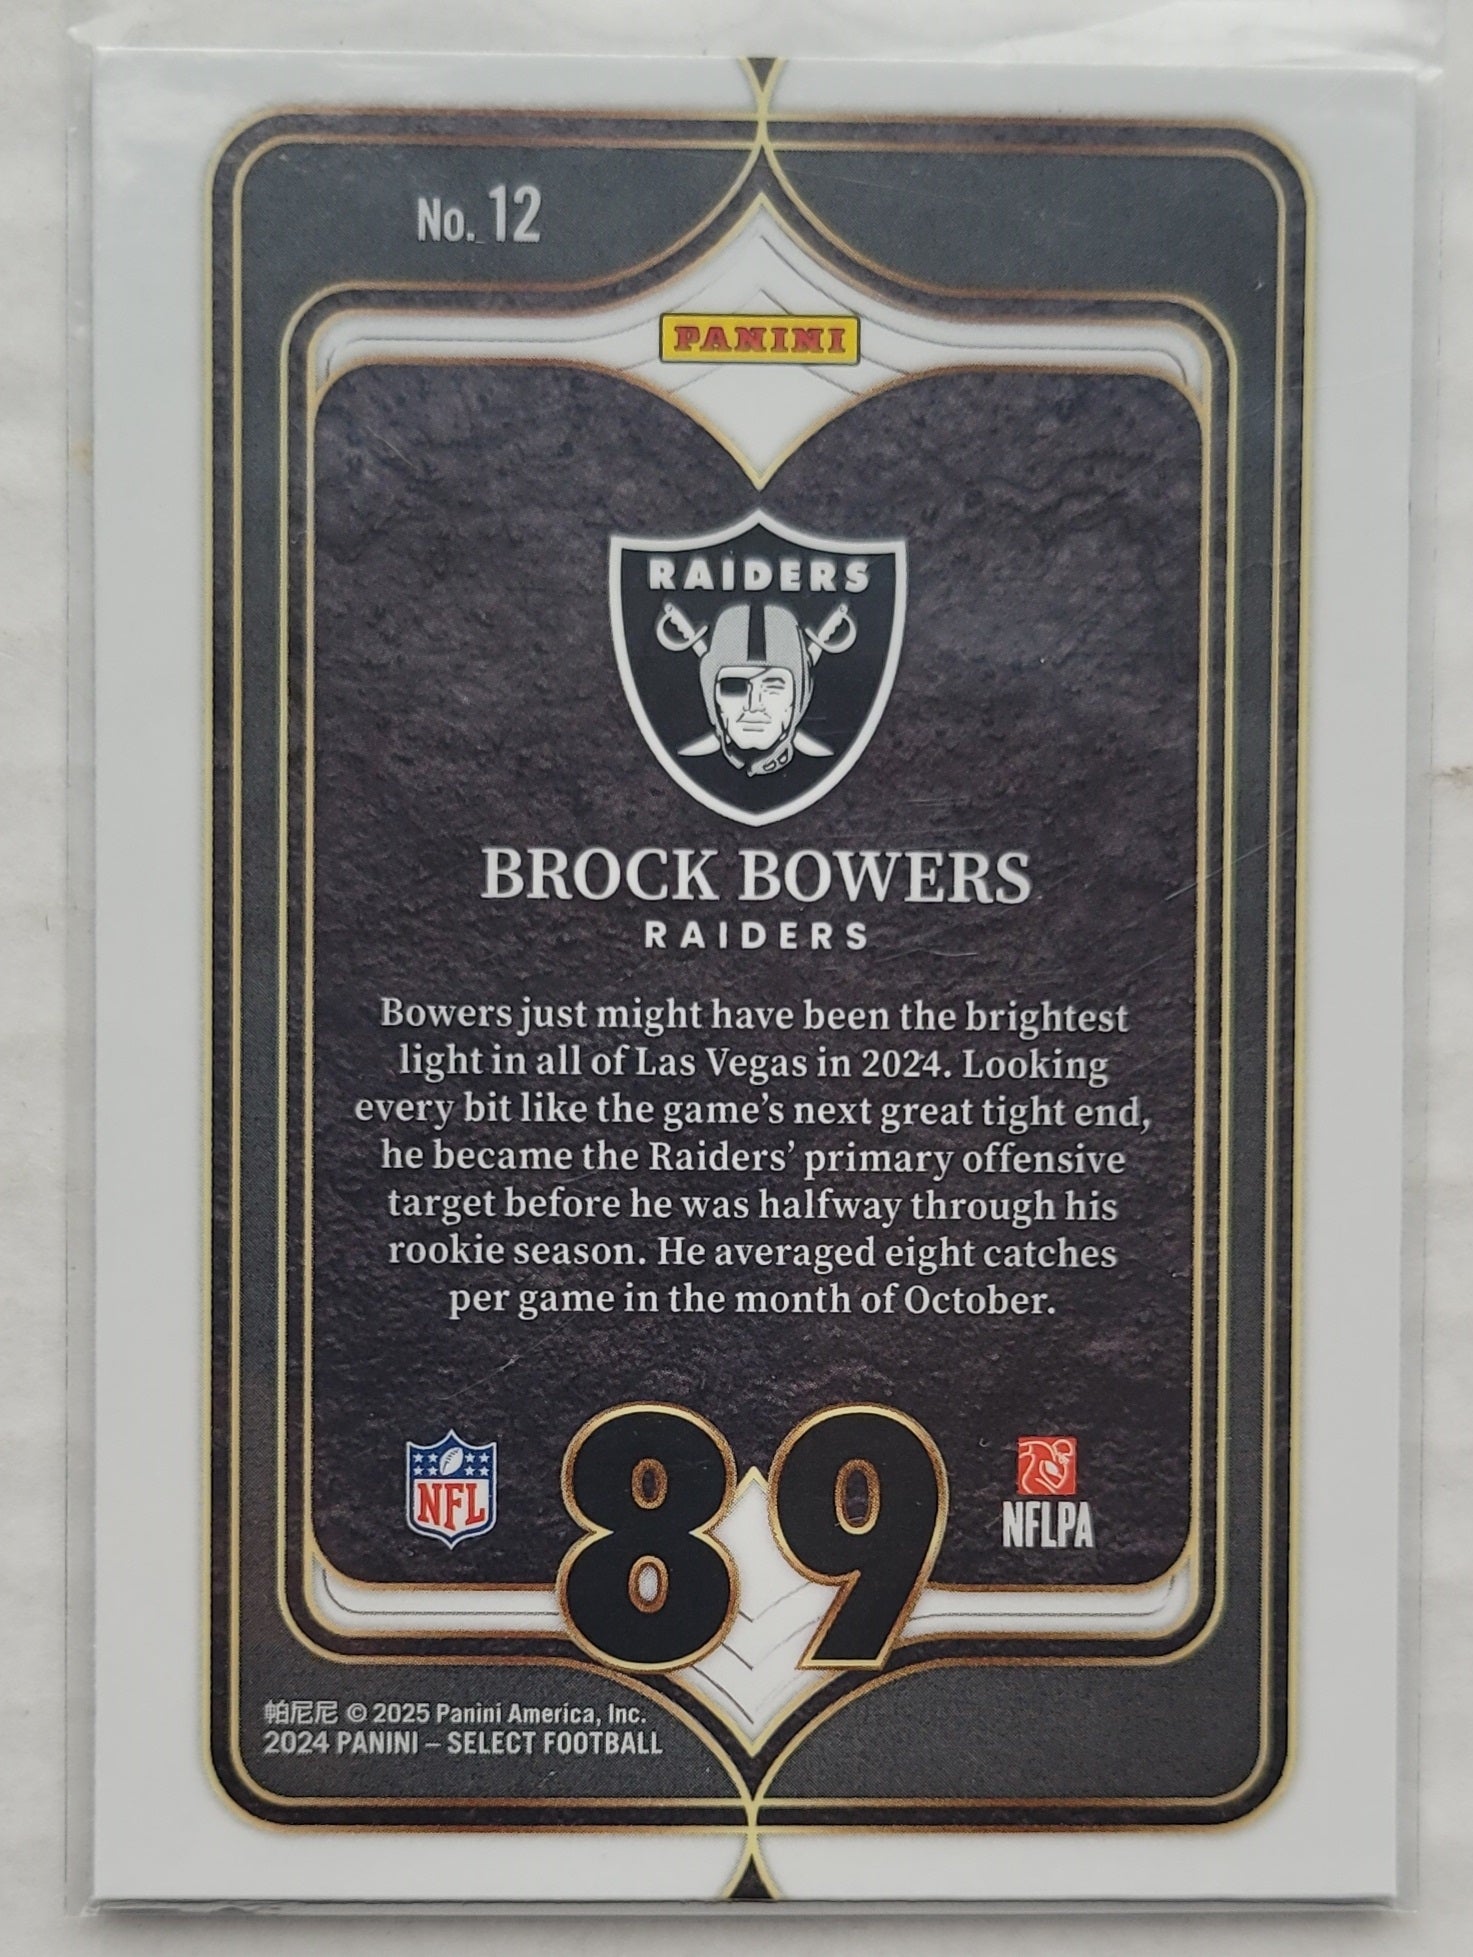 No. 12
PANINI
RAIDERS
BROCK BOWERS
RAIDERS
Bowers just might have been the brightest
light in all of Las Vegas in 2024. Looking
every bit like the game's next great tight end,
he became the Raiders' primary offensive
target before he was halfway through his
rookie season. He averaged eight catches
per game in the month of October.
NFL
89
NFLPA
帕尼尼 © 2025 Panini America, Inc.
2024 PANINI – SELECT FOOTBALL